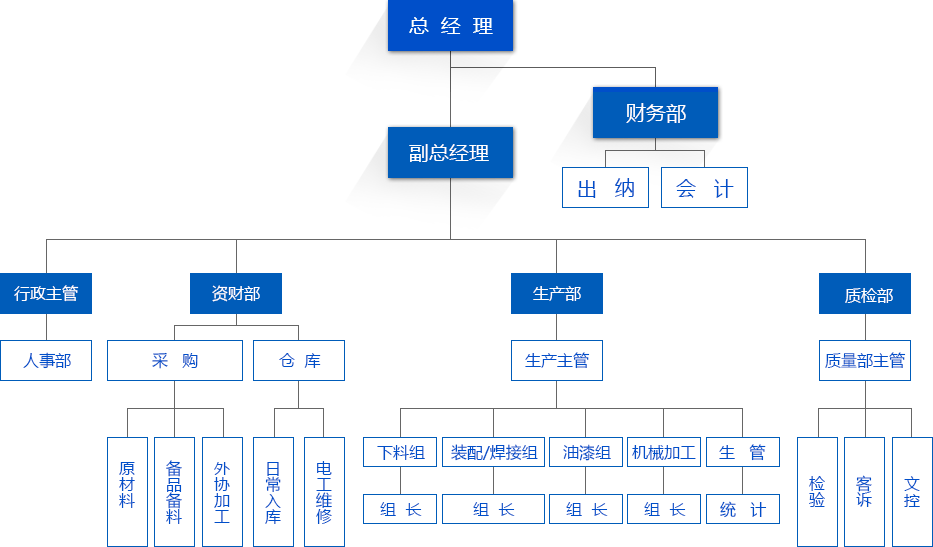 总 经 理
财务部
副总经理
出 纳
会 计
行政主管
资财部
生产部
质检部
人事部
采 购
仓 库
生产主管
质量部主管
下料组
装配/焊接组
油漆组
机械加工
生 管
原材料
备品备料
外协加工
日常入库
电工维修
检验
客诉
文控
组 长
组 长
组 长
组 长
统 计